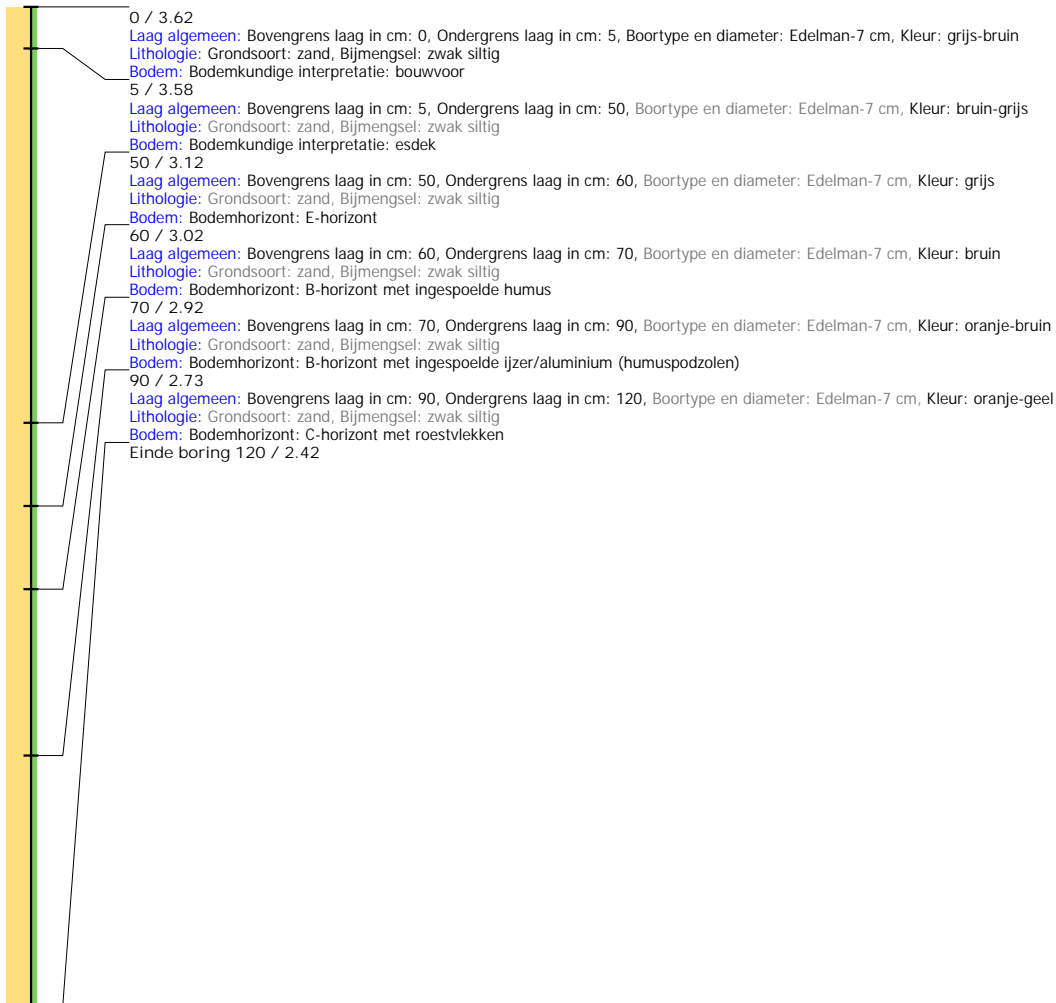 0 / 3.62
Laag algemeen: Bovengrens laag in cm: 0, Ondergrens laag in cm: 5, Boortype en diameter: Edelman-7 cm, Kleur: grijs-bruin
Lithologie: Grondsoort: zand, Bijmengsel: zwak siltig
Bodem: Bodemkundige interpretatie: bouwvoor
5 / 3.58
Laag algemeen: Bovengrens laag in cm: 5, Ondergrens laag in cm: 50, Boortype en diameter: Edelman-7 cm, Kleur: bruin-grijs
Lithologie: Grondsoort: zand, Bijmengsel: zwak siltig
Bodem: Bodemkundige interpretatie: esdek
50 / 3.12
Laag algemeen: Bovengrens laag in cm: 50, Ondergrens laag in cm: 60, Boortype en diameter: Edelman-7 cm, Kleur: grijs
Lithologie: Grondsoort: zand, Bijmengsel: zwak siltig
Bodem: Bodemhorizont: E-horizont
60 / 3.02
Laag algemeen: Bovengrens laag in cm: 60, Ondergrens laag in cm: 70, Boortype en diameter: Edelman-7 cm, Kleur: bruin
Lithologie: Grondsoort: zand, Bijmengsel: zwak siltig
Bodem: Bodemhorizont: B-horizont met ingespoelde humus
70 / 2.92
Laag algemeen: Bovengrens laag in cm: 70, Ondergrens laag in cm: 90, Boortype en diameter: Edelman-7 cm, Kleur: oranje-bruin
Lithologie: Grondsoort: zand, Bijmengsel: zwak siltig
Bodem: Bodemhorizont: B-horizont met ingespoelde ijzer/aluminium (humuspodzolen)
90 / 2.73
Laag algemeen: Bovengrens laag in cm: 90, Ondergrens laag in cm: 120, Boortype en diameter: Edelman-7 cm, Kleur: oranje-geel
Lithologie: Grondsoort: zand, Bijmengsel: zwak siltig
Bodem: Bodemhorizont: C-horizont met roestvlekken
Einde boring 120 / 2.42